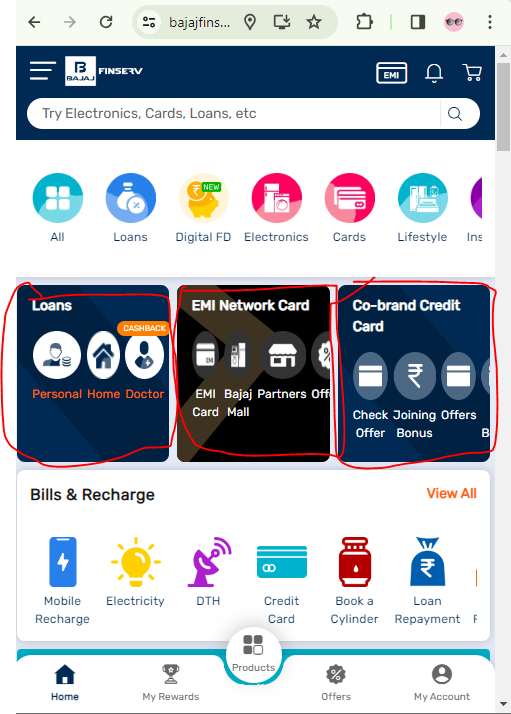 bajajfins...
BAJAJ
FINSERV
EMI
Try Electronics, Cards, Loans, etc
NEW
All Loans Digital FD Electronics Cards Lifestyle Ins
Loans
CASHBACK
Personal Home Doctor
EMI Network Card
EMI Bajaj Partners Off
Card Mall
Co-brand Credit
Card
Check Joining Offers
Offer Bonus B
Bills & Recharge View All
Mobile Electricity DTH Credit Book a Loan
Recharge Card Cylinder Repayment F
Products
Home My Rewards Offers My Account